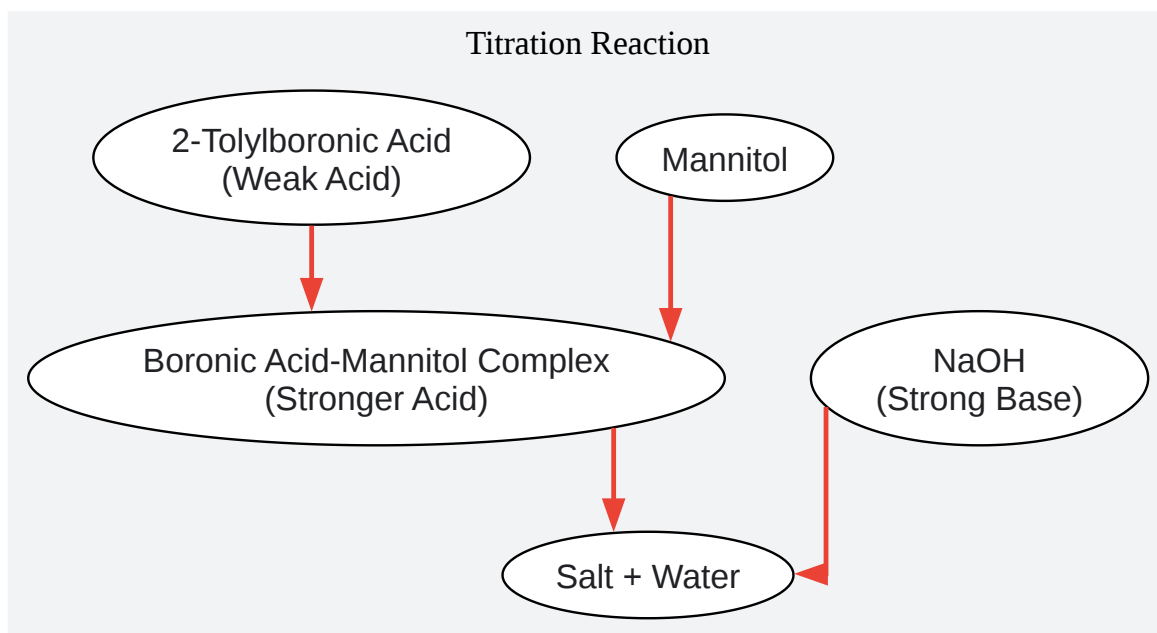 Titration Reaction
2-Tolylboronic Acid
(Weak Acid)
Mannitol
Boronic Acid-Mannitol Complex
(Stronger Acid)
NaOH
(Strong Base)
Salt + Water